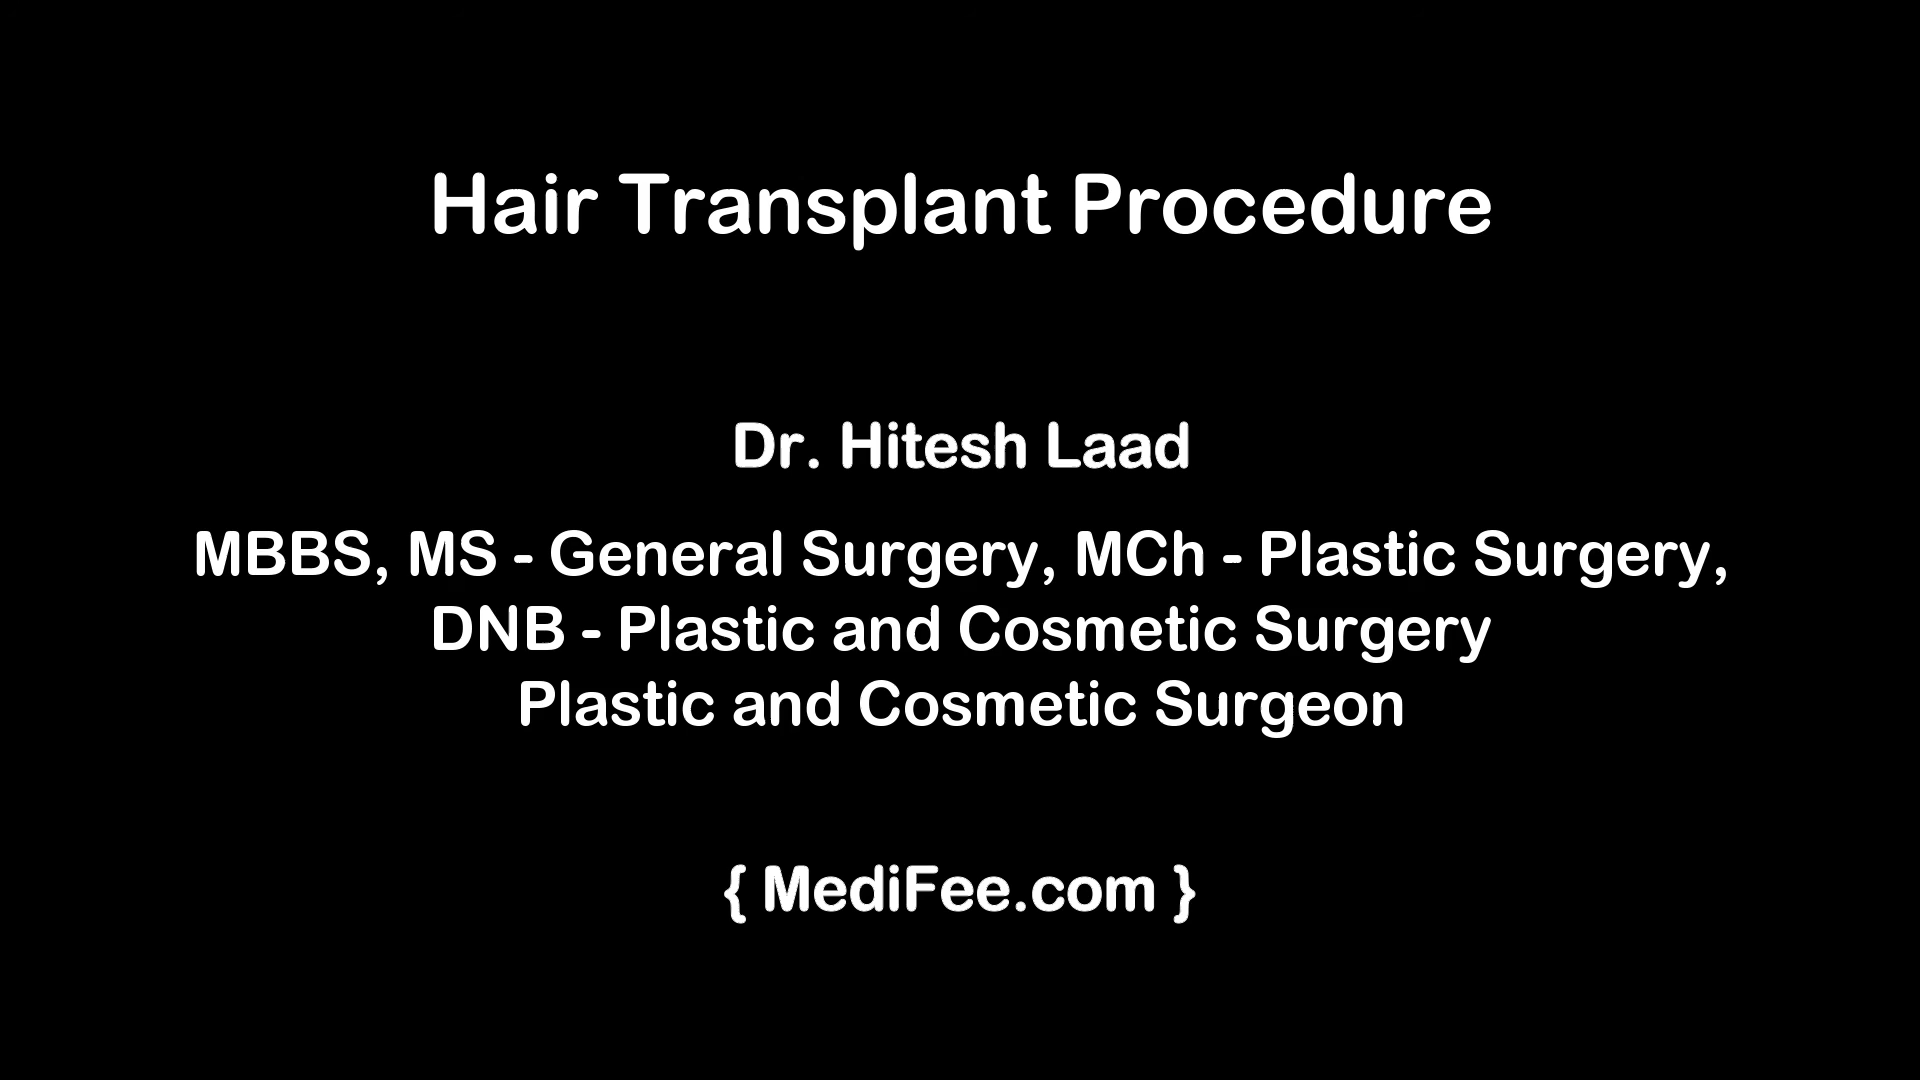 Hair Transplant Procedure
Dr. Hitesh Laad
MBBS, MS - General Surgery, MCh - Plastic Surgery,
DNB - Plastic and Cosmetic Surgery
Plastic and Cosmetic Surgeon
{ MediFee.com }